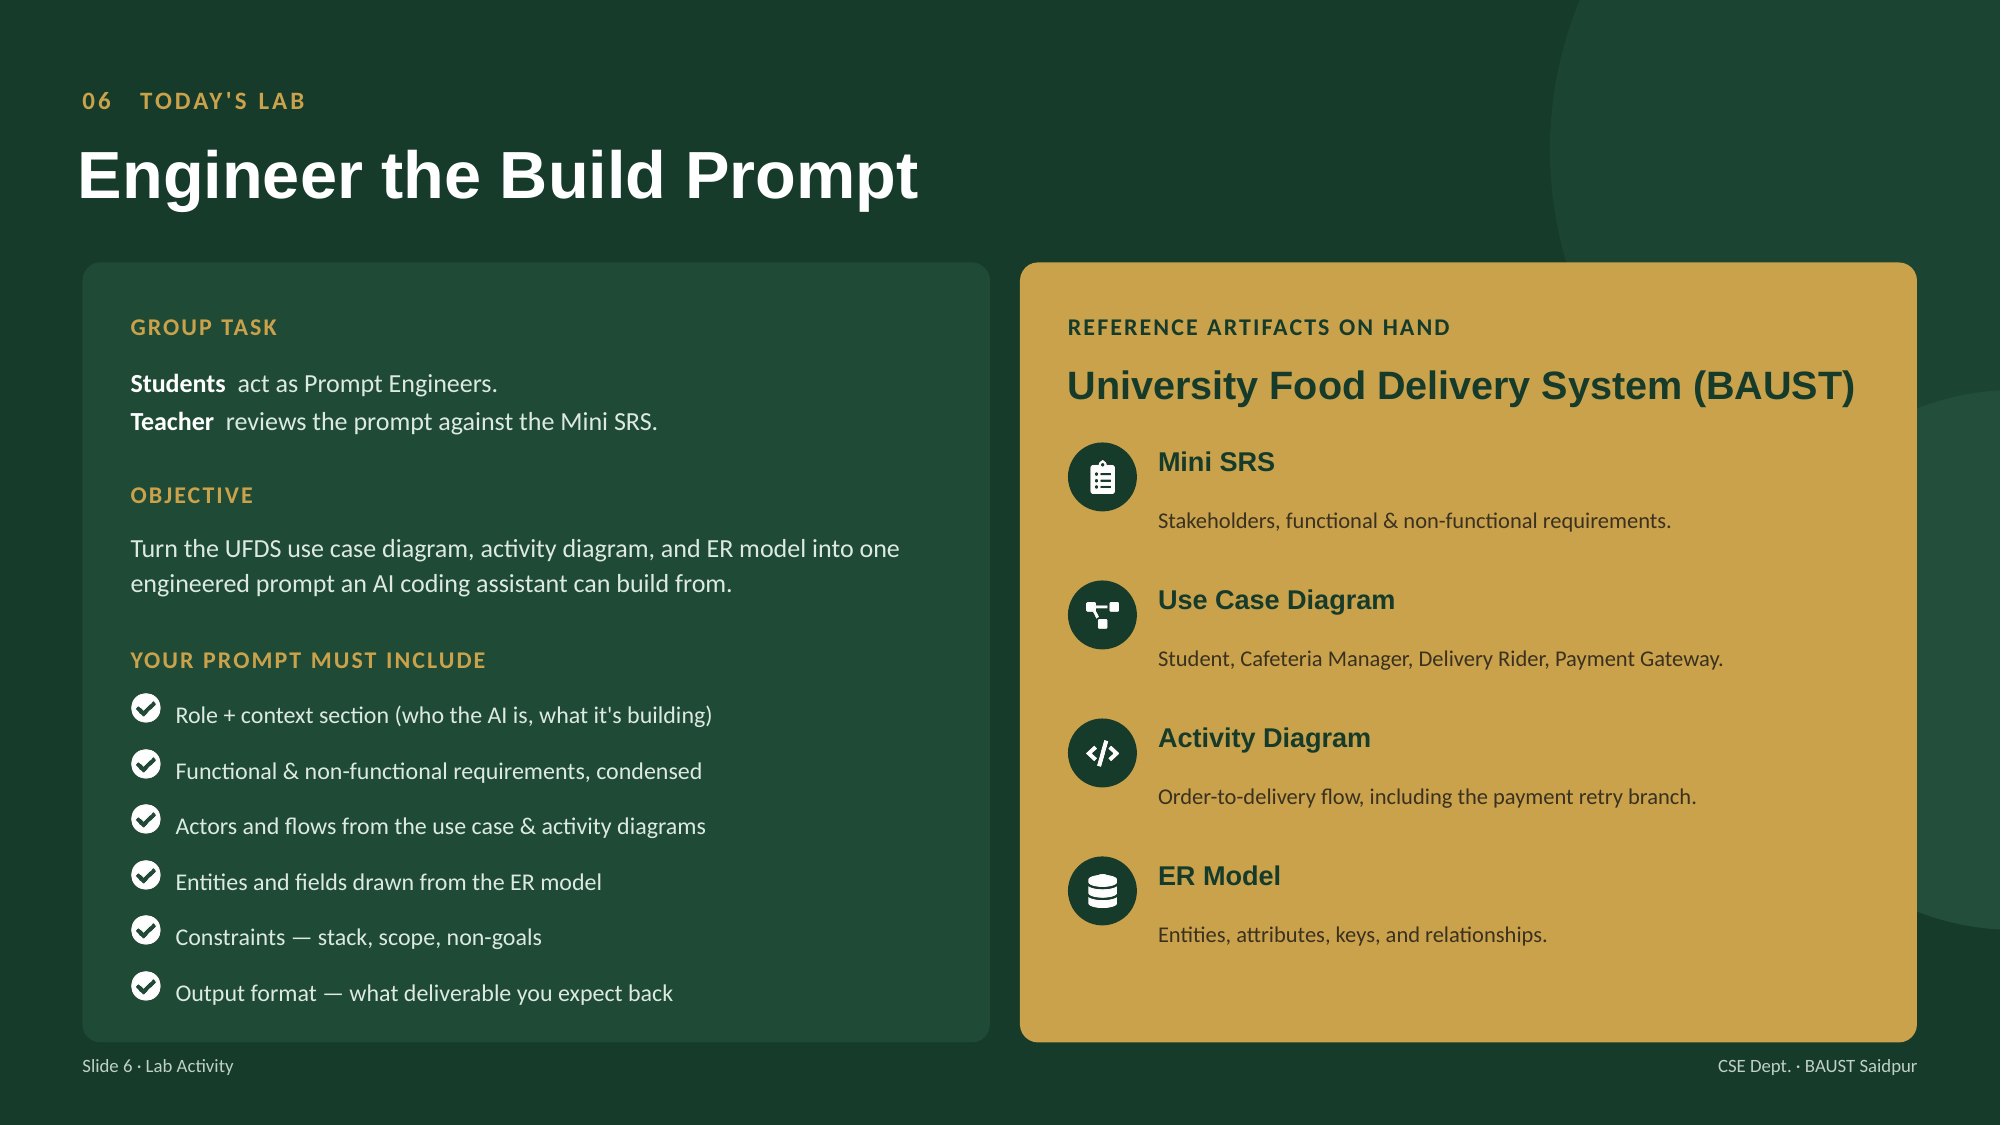 06 TODAY'S LAB
Engineer the Build Prompt
GROUP TASK
Students act as Prompt Engineers.
Teacher reviews the prompt against the Mini SRS.
OBJECTIVE
Turn the UFDS use case diagram, activity diagram, and ER model into one
engineered prompt an AI coding assistant can build from.
YOUR PROMPT MUST INCLUDE
Role + context section (who the AI is, what it's building)
Functional & non-functional requirements, condensed
Actors and flows from the use case & activity diagrams
Entities and fields drawn from the ER model
Constraints — stack, scope, non-goals
Output format — what deliverable you expect back
REFERENCE ARTIFACTS ON HAND
University Food Delivery System (BAUST)
Mini SRS
Stakeholders, functional & non-functional requirements.
Use Case Diagram
Student, Cafeteria Manager, Delivery Rider, Payment Gateway.
Activity Diagram
Order-to-delivery flow, including the payment retry branch.
ER Model
Entities, attributes, keys, and relationships.
Slide 6 · Lab Activity
CSE Dept. · BAUST Saidpur